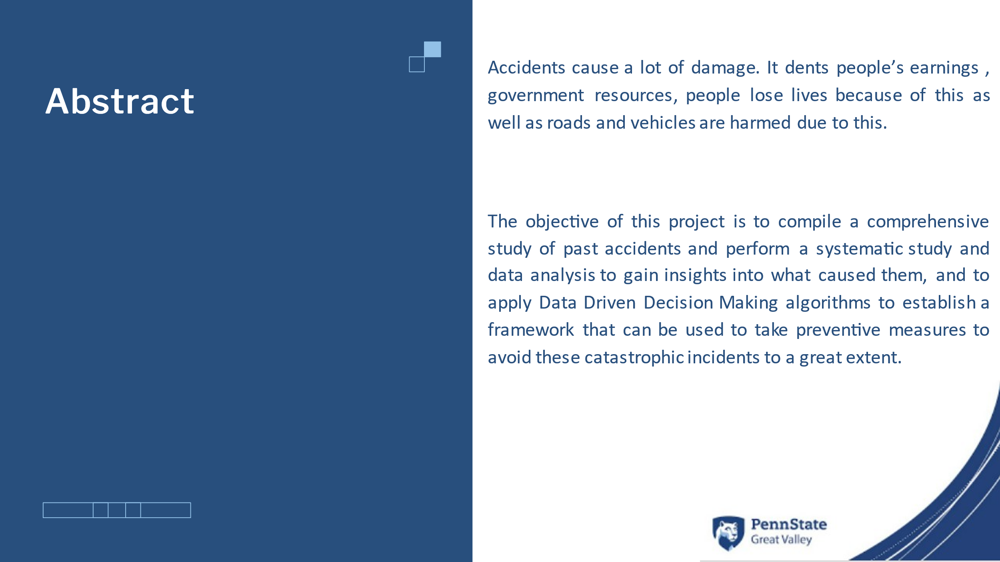 Abstract
Accidents cause a lot of damage. It dents people’s earnings ,
government resources, people lose lives because of this as
well as roads and vehicles are harmed due to this.
The objective of this project is to compile a comprehensive
study of past accidents and perform a systematic study and
data analysis to gain insights into what caused them, and to
apply Data Driven Decision Making algorithms to establish a
framework that can be used to take preventive measures to
avoid these catastrophic incidents to a great extent.
PennState
Great Valley